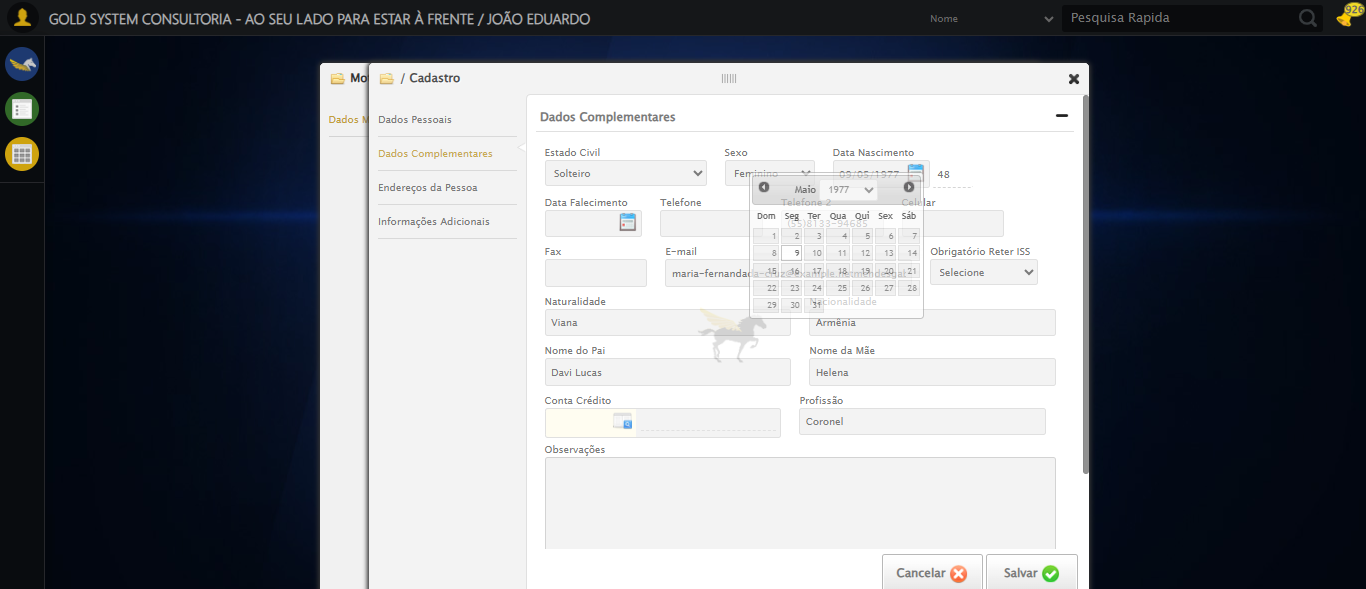 GOLD SYSTEM CONSULTORIA - AO SEU LADO PARA ESTAR À FRENTE / JOÃO EDUARDO
Nome
Pesquisa Rapida
926
Mov
/ Cadastro
Dados M
Dados Pessoais
Dados Complementares
Endereços da Pessoa
Informações Adicionais
Dados Complementares
Estado Civil
Sexo
Data Nascimento
Solteiro
Feminino
09/05/1977
48
Data Falecimento
Telefone
Telefone 2
Celular
(55)8133-94685
Maio
1977
Dom Seg Ter Qua Qui Sex Sáb
1 2 3 4 5 6 7
8 9 10 11 12 13 14
15 16 17 18 19 20 21
22 23 24 25 26 27 28
29 30 31
Fax
E-mail
Obrigatório Reter ISS
Selecione
Naturalidade
Nacionalidade
Viana
Armênia
Nome do Pai
Nome da Mãe
Davi Lucas
Helena
Conta Crédito
Profissão
Coronel
Observações
Cancelar
Salvar